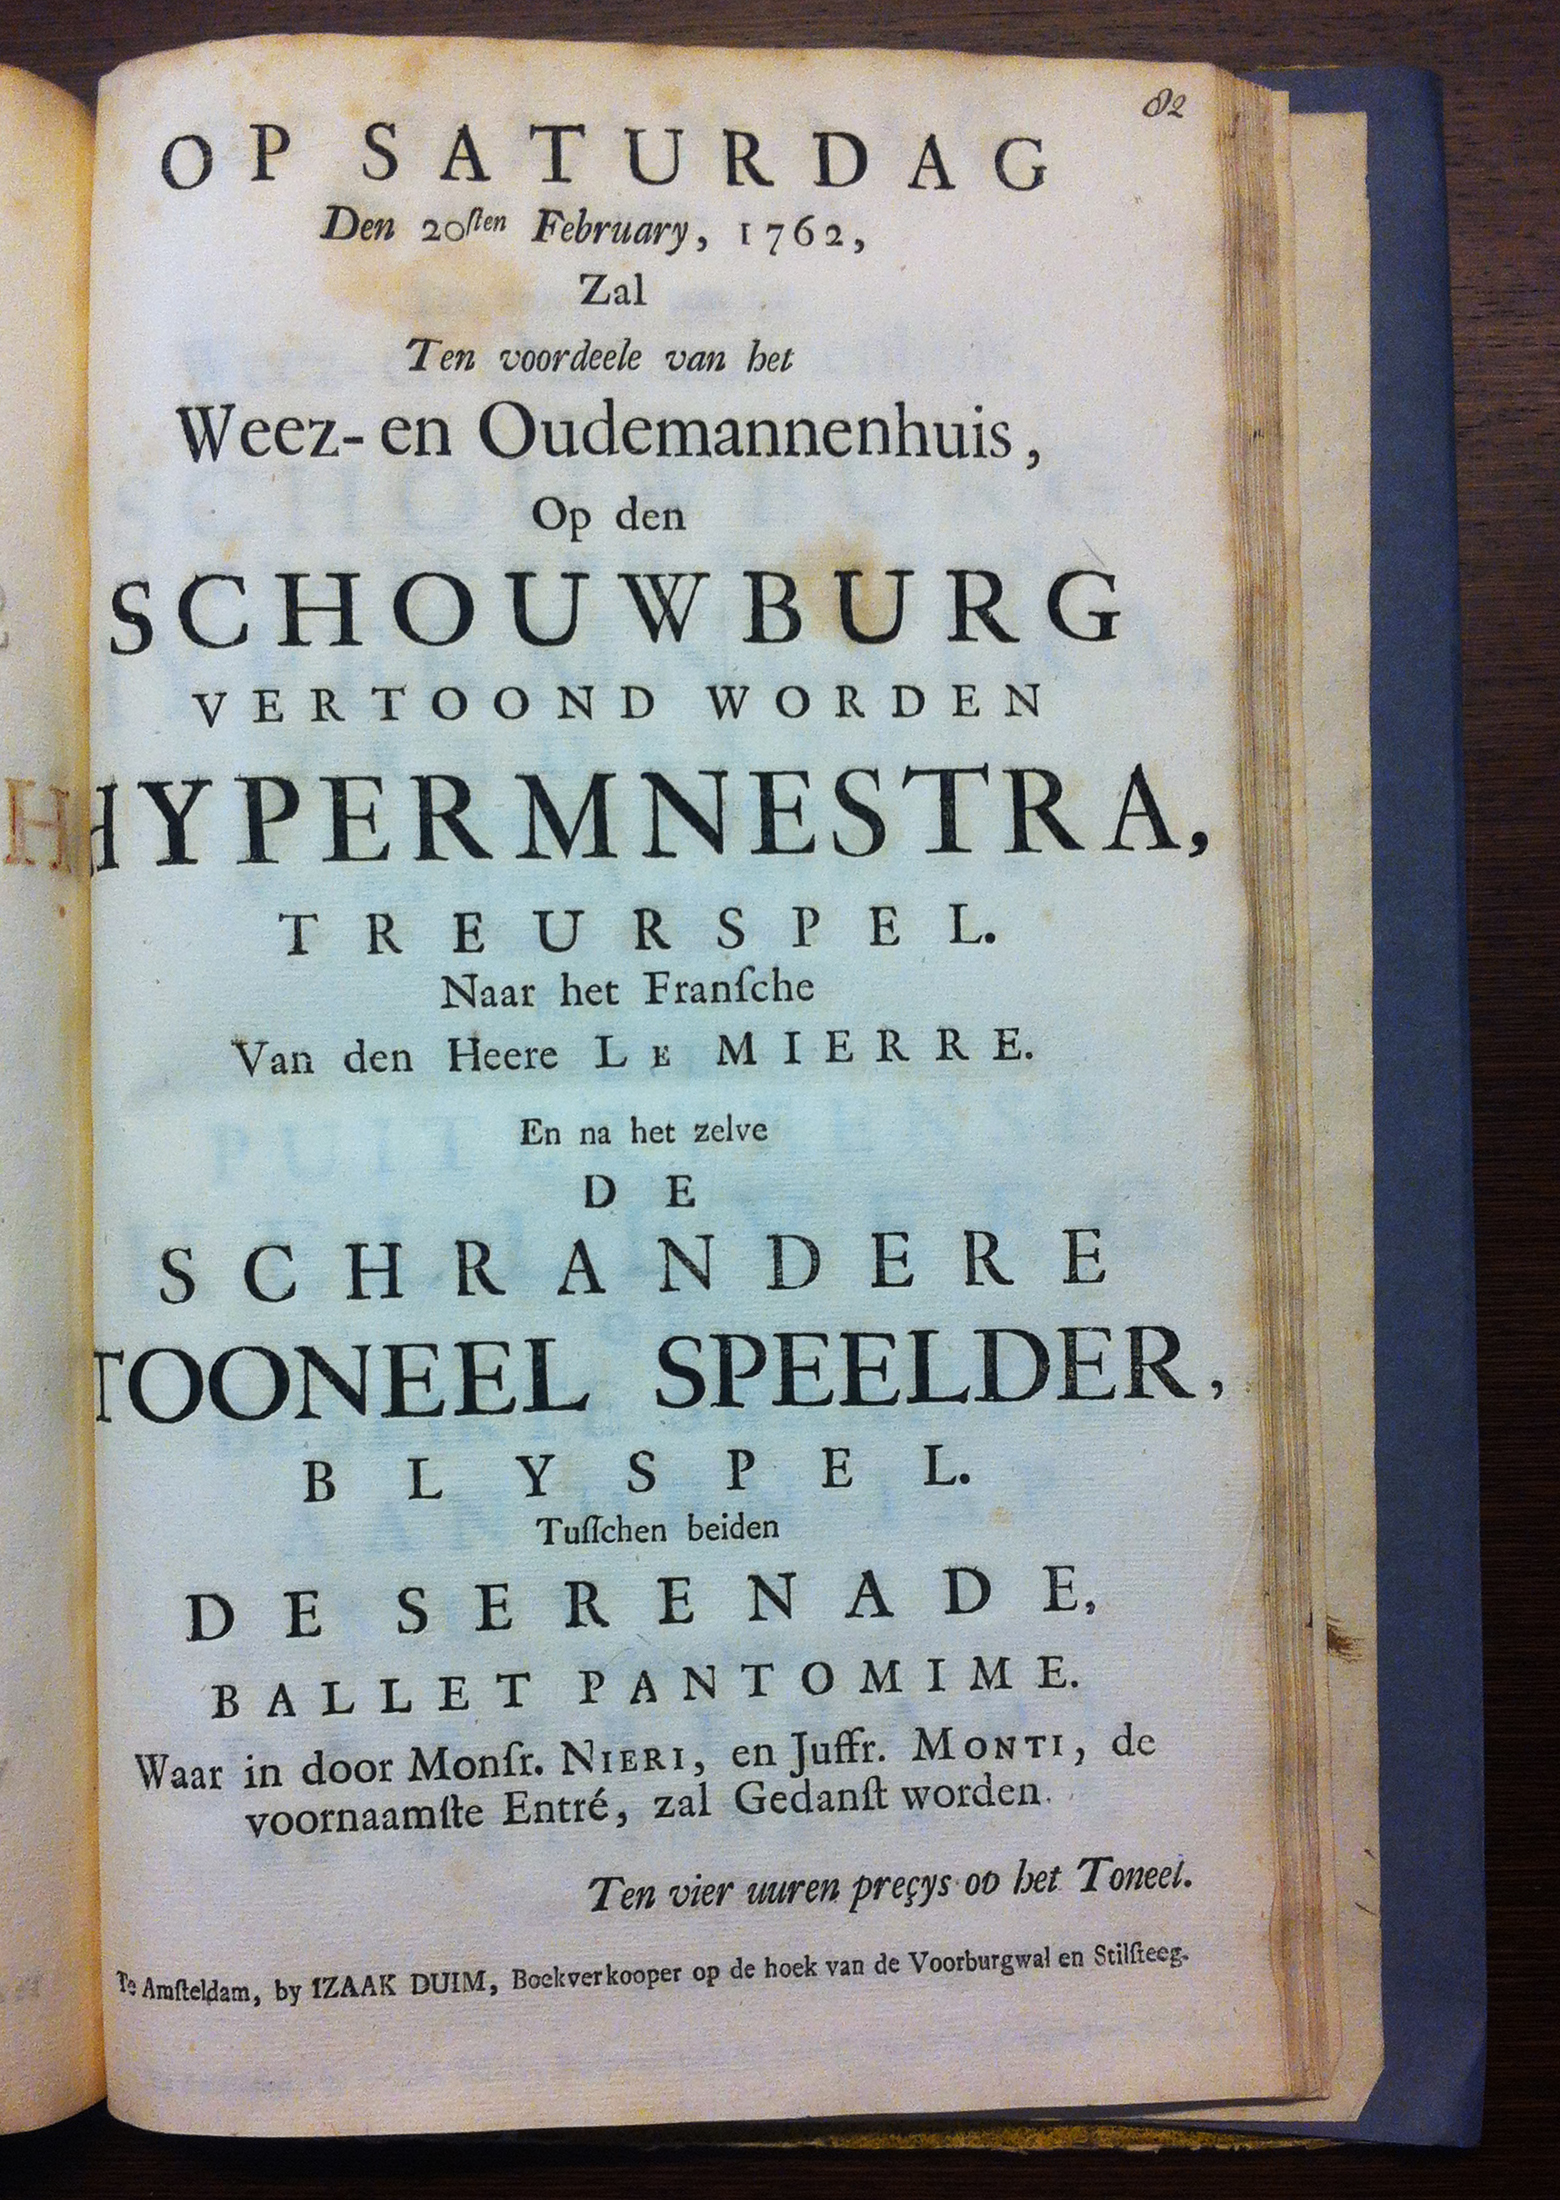 82
OP SATURDAG
Den 20ſten February, 1762,
Zal
Ten voordeele van het
Weez- en Oudemannenhuis,
Op den
SCHOUWBURG
VERTOOND WORDEN
HYPERMNESTRA,
TREURSPEL.
Naar het Franſche
Van den Heere LE MIERRE.
En na het zelve
DE
SCHRANDERE
TOONEEL SPEELDER,
BLYSPEL.
Tuſſchen beiden
DE SERENADE,
BALLET PANTOMIME.
Waar in door Monſr. NIERI, en Juffr. MONTI, de
voornaamſte Entré, zal Gedanſt worden.
Ten vier uuren preçys op het Toneel.
Te Amſteldam, by IZAAK DUIM, Boekverkooper op de hoek van de Voorburgwal en Stilſteeg.